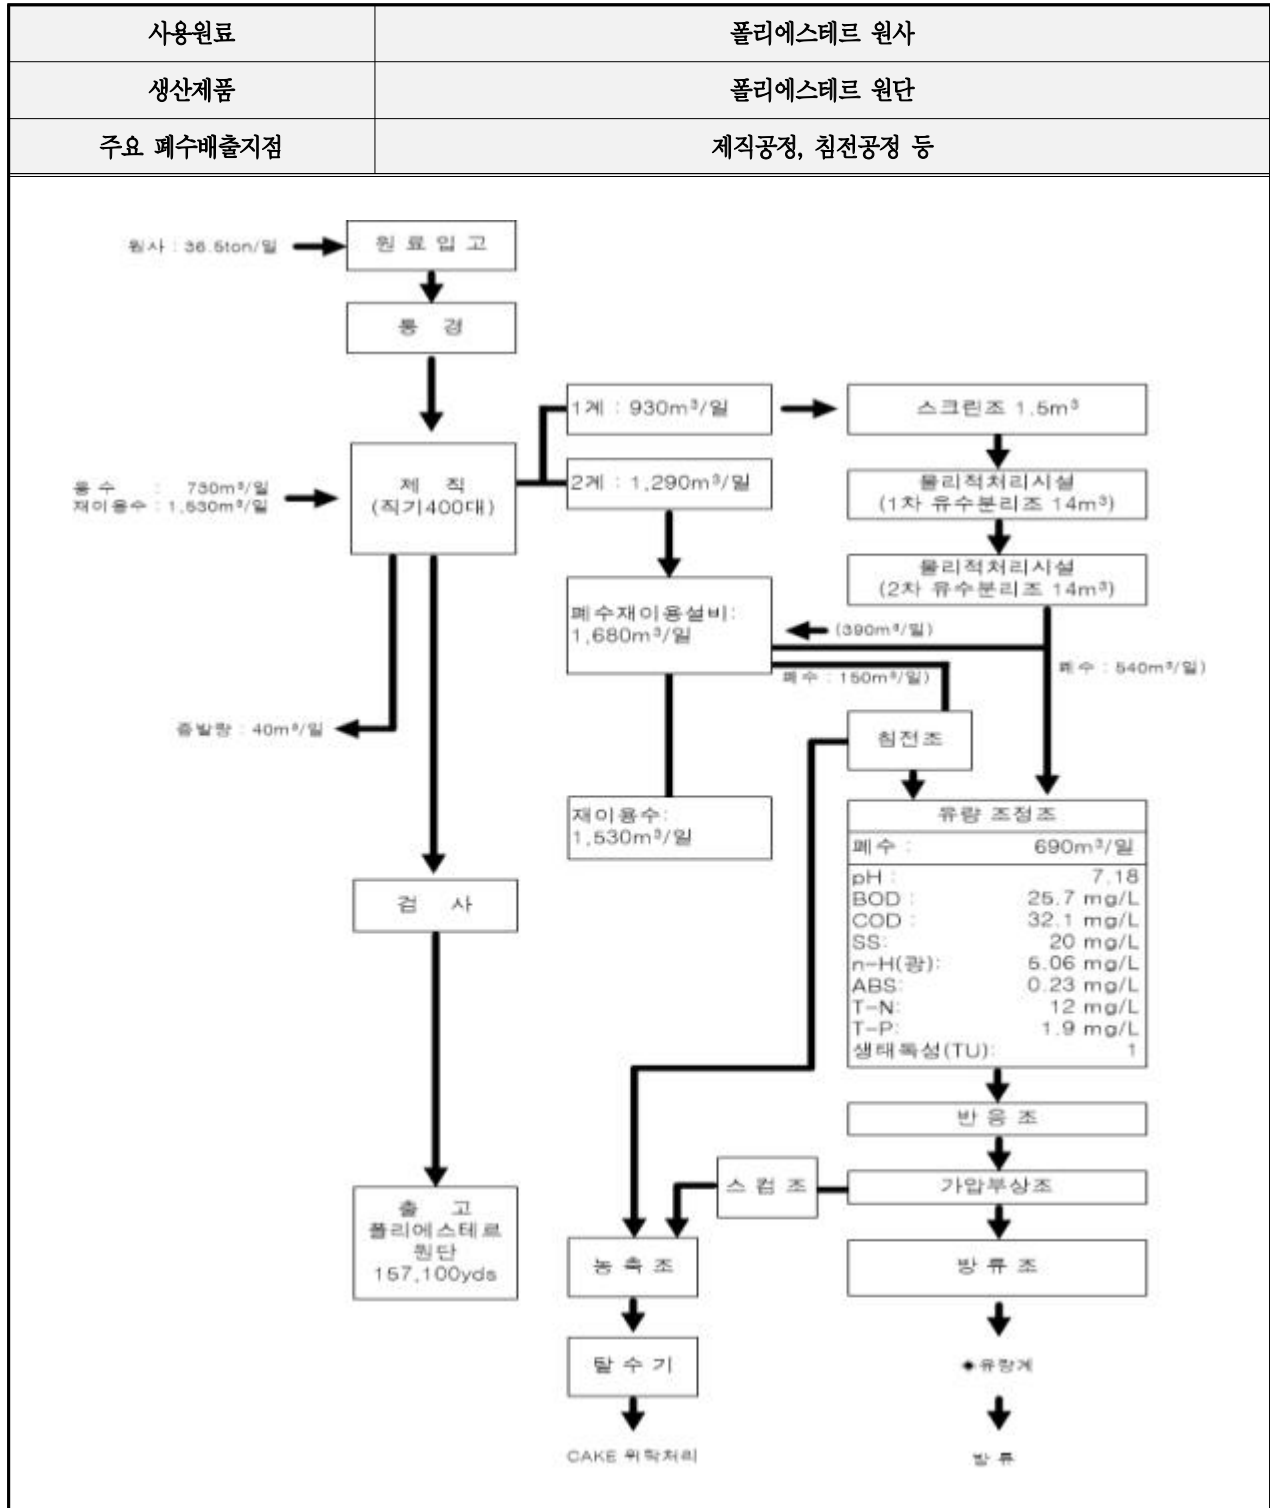 사용원료 폴리에스테르 원사
생산제품 폴리에스테르 원단
주요 폐수배출지점 제직공정, 침전공정 등
원사 : 36.5ton/일
원 료 입 고
통 경
1계 : 930m³/일
스크린조 1.5m³
용 수 : 730m³/일
재이용수 : 1,530m³/일
제 직
(직기400대)
2계 : 1,290m³/일
물리적처리시설
(1차 유수분리조 14m³)
물리적처리시설
(2차 유수분리조 14m³)
폐수재이용설비:
1,680m³/일
(390m³/일)
폐수 : 150m³/일)
폐수 : 540m³/일)
증발량 : 40m³/일
침전조
재이용수:
1,530m³/일
유량 조정조
폐수 : 690m³/일
pH : 7.18
BOD : 25.7 mg/L
COD : 32.1 mg/L
SS: 20 mg/L
n-H(광): 5.06 mg/L
ABS: 0.23 mg/L
T-N: 12 mg/L
T-P: 1.9 mg/L
생태독성(TU): 1
검 사
반 응 조
스 컴 조
가압부상조
출 고
폴리에스테르
원단
157,100yds
농 축 조
방 류 조
탈 수 기
◆유량계
CAKE 위탁처리
방 류